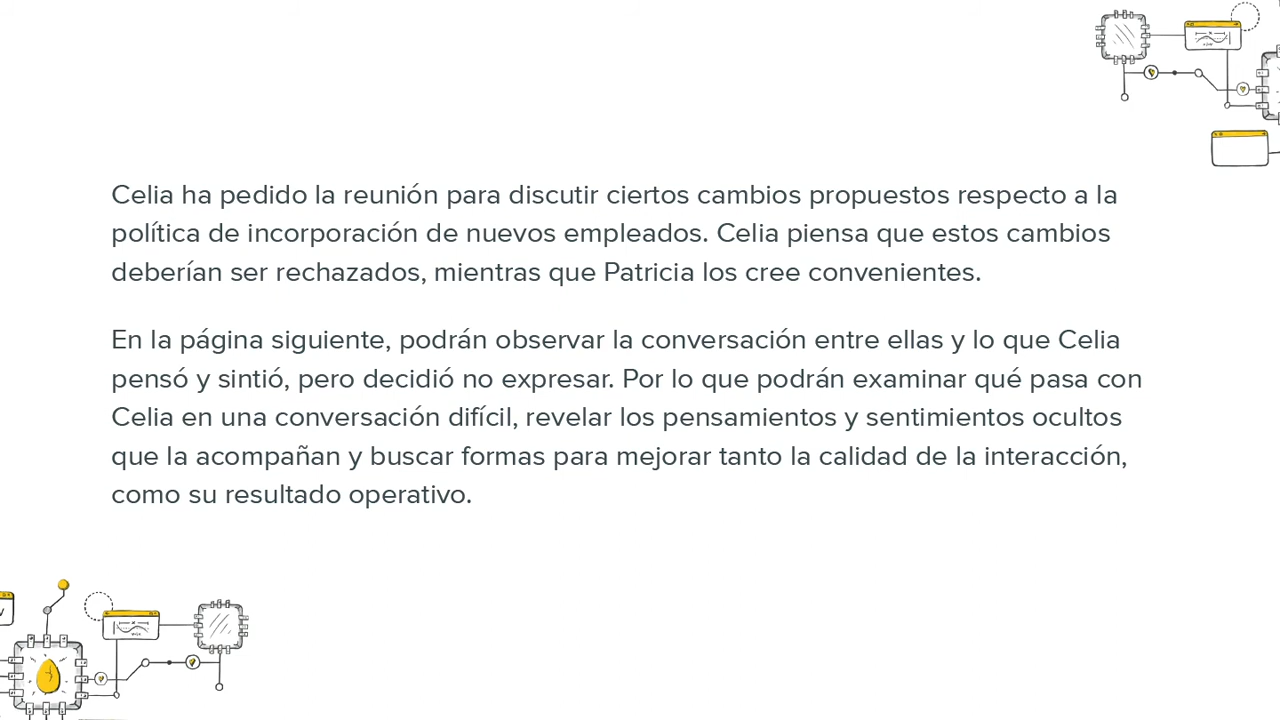 Celia ha pedido la reunión para discutir ciertos cambios propuestos respecto a la
política de incorporación de nuevos empleados. Celia piensa que estos cambios
deberían ser rechazados, mientras que Patricia los cree convenientes.
En la página siguiente, podrán observar la conversación entre ellas y lo que Celia
pensó y sintió, pero decidió no expresar. Por lo que podrán examinar qué pasa con
Celia en una conversación difícil, revelar los pensamientos y sentimientos ocultos
que la acompañan y buscar formas para mejorar tanto la calidad de la interacción,
como su resultado operativo.